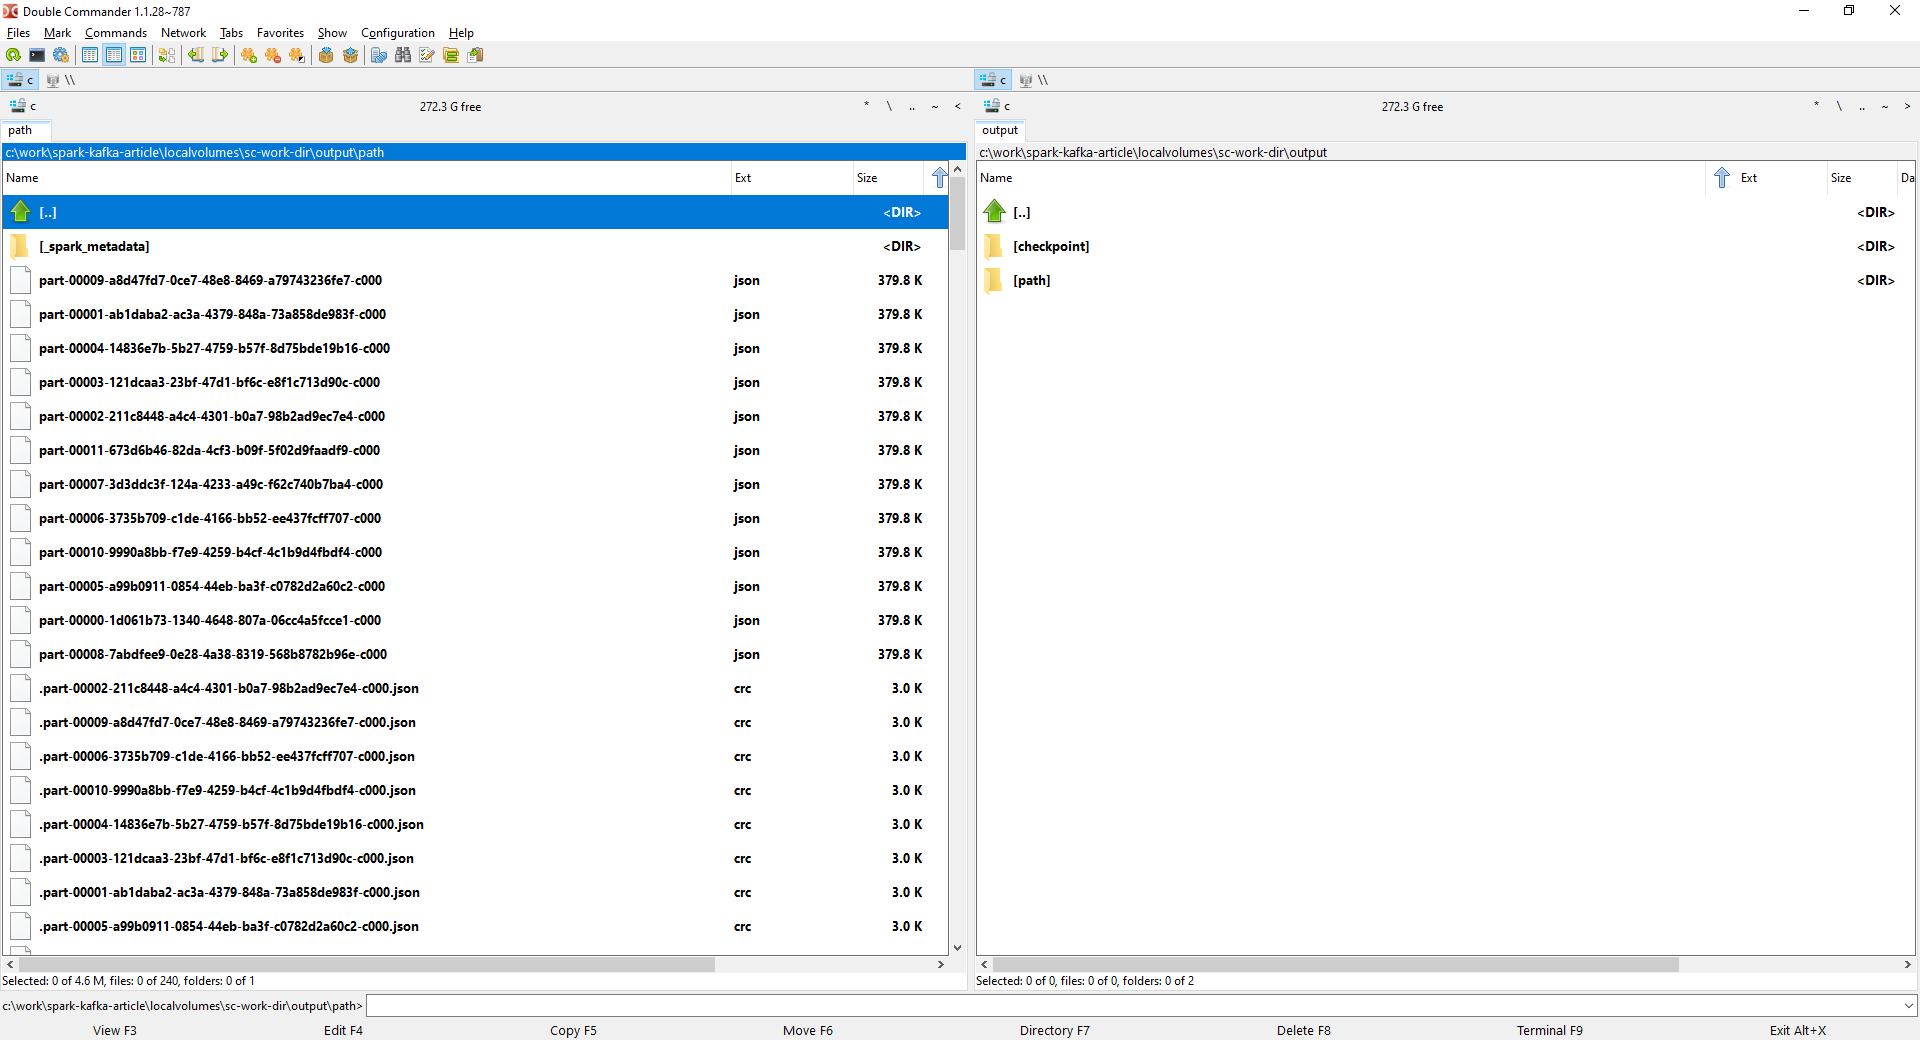 Double Commander 1.1.28~787
Files Mark Commands Network Tabs Favorites Show Configuration Help
c \\ c \\
c 272.3 G free * \ .. ~ < c 272.3 G free * \ .. ~ >
path output
c:\work\spark-kafka-article\localvolumes\sc-work-dir\output\path c:\work\spark-kafka-article\localvolumes\sc-work-dir\output
Name Ext Size Name Ext Size Da
[..] <DIR> [..] <DIR>
[_spark_metadata] <DIR> [checkpoint] <DIR>
part-00009-a8d47fd7-0ce7-48e8-8469-a79743236fe7-c000 json 379.8 K [path] <DIR>
part-00001-ab1daba2-ac3a-4379-848a-73a858de983f-c000 json 379.8 K
part-00004-14836e7b-5b27-4759-b57f-8d75bde19b16-c000 json 379.8 K
part-00003-121dcaa3-23bf-47d1-bf6c-e8f1c713d90c-c000 json 379.8 K
part-00002-211c8448-a4c4-4301-b0a7-98b2ad9ec7e4-c000 json 379.8 K
part-00011-673d6b46-82da-4cf3-b09f-5f02d9faadf9-c000 json 379.8 K
part-00007-3d3ddc3f-124a-4233-a49c-f62c740b7ba4-c000 json 379.8 K
part-00006-3735b709-c1de-4166-bb52-ee437fcff707-c000 json 379.8 K
part-00010-9990a8bb-f7e9-4259-b4cf-4c1b9d4fbdf4-c000 json 379.8 K
part-00005-a99b0911-0854-44eb-ba3f-c0782d2a60c2-c000 json 379.8 K
part-00000-1d061b73-1340-4648-807a-06cc4a5fcce1-c000 json 379.8 K
part-00008-7abdfee9-0e28-4a38-8319-568b8782b96e-c000 json 379.8 K
.part-00002-211c8448-a4c4-4301-b0a7-98b2ad9ec7e4-c000.json crc 3.0 K
.part-00009-a8d47fd7-0ce7-48e8-8469-a79743236fe7-c000.json crc 3.0 K
.part-00006-3735b709-c1de-4166-bb52-ee437fcff707-c000.json crc 3.0 K
.part-00010-9990a8bb-f7e9-4259-b4cf-4c1b9d4fbdf4-c000.json crc 3.0 K
.part-00004-14836e7b-5b27-4759-b57f-8d75bde19b16-c000.json crc 3.0 K
.part-00003-121dcaa3-23bf-47d1-bf6c-e8f1c713d90c-c000.json crc 3.0 K
.part-00001-ab1daba2-ac3a-4379-848a-73a858de983f-c000.json crc 3.0 K
.part-00005-a99b0911-0854-44eb-ba3f-c0782d2a60c2-c000.json crc 3.0 K
Selected: 0 of 4.6 M, files: 0 of 240, folders: 0 of 1 Selected: 0 of 0, files: 0 of 0, folders: 0 of 2
c:\work\spark-kafka-article\localvolumes\sc-work-dir\output\path>
View F3 Edit F4 Copy F5 Move F6 Directory F7 Delete F8 Terminal F9 Exit Alt+X